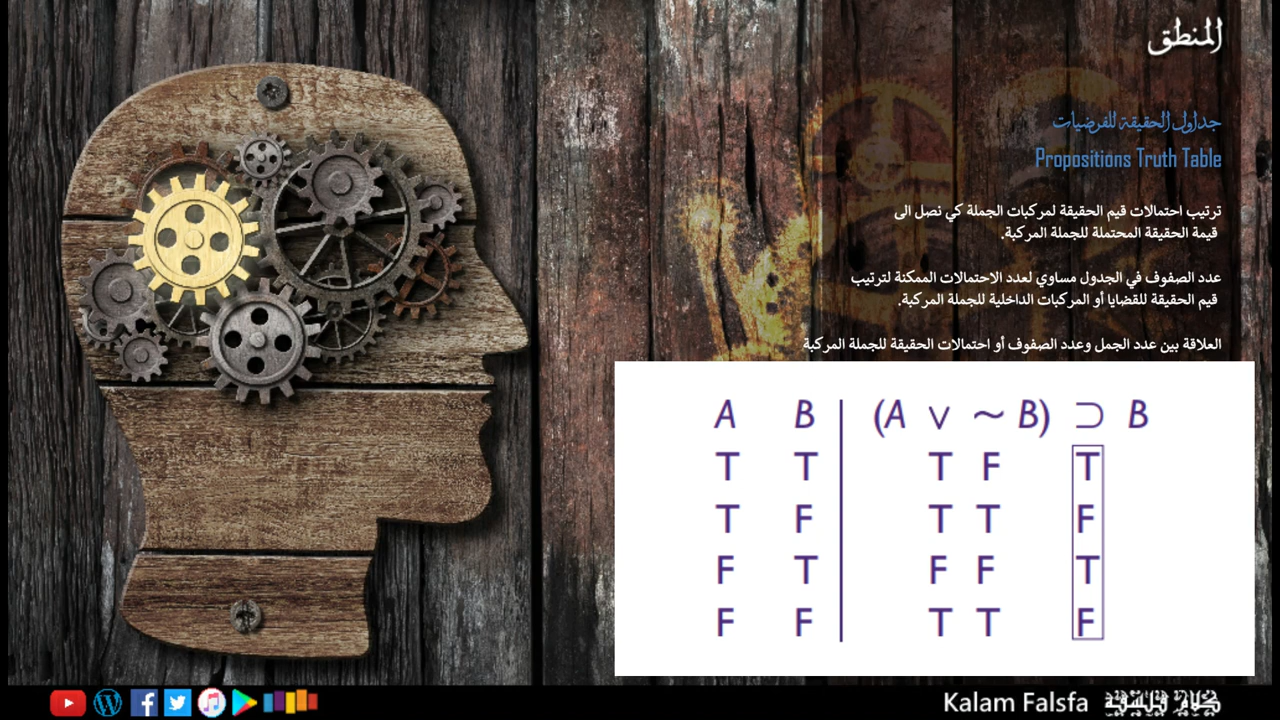 المنطق
جداول الحقيقة للفرضيات
Propositions Truth Table
ترتيب احتمالات قيم الحقيقة لمركبات الجملة كي نصل الى
قيمة الحقيقة المحتملة للجملة المركبة.
عدد الصفوف في الجدول مساوي لعدد الاحتمالات الممكنة لترتيب
قيم الحقيقة للقضايا أو المركبات الداخلية للجملة المركبة.
العلاقة بين عدد الجمل وعدد الصفوف أو احتمالات الحقيقة للجملة المركبة
A B (A ∨ ~ B) ⊃ B
T T T F T
T F T T F
F T F F T
F F T T F
Kalam Falsfa كلام فلسفة